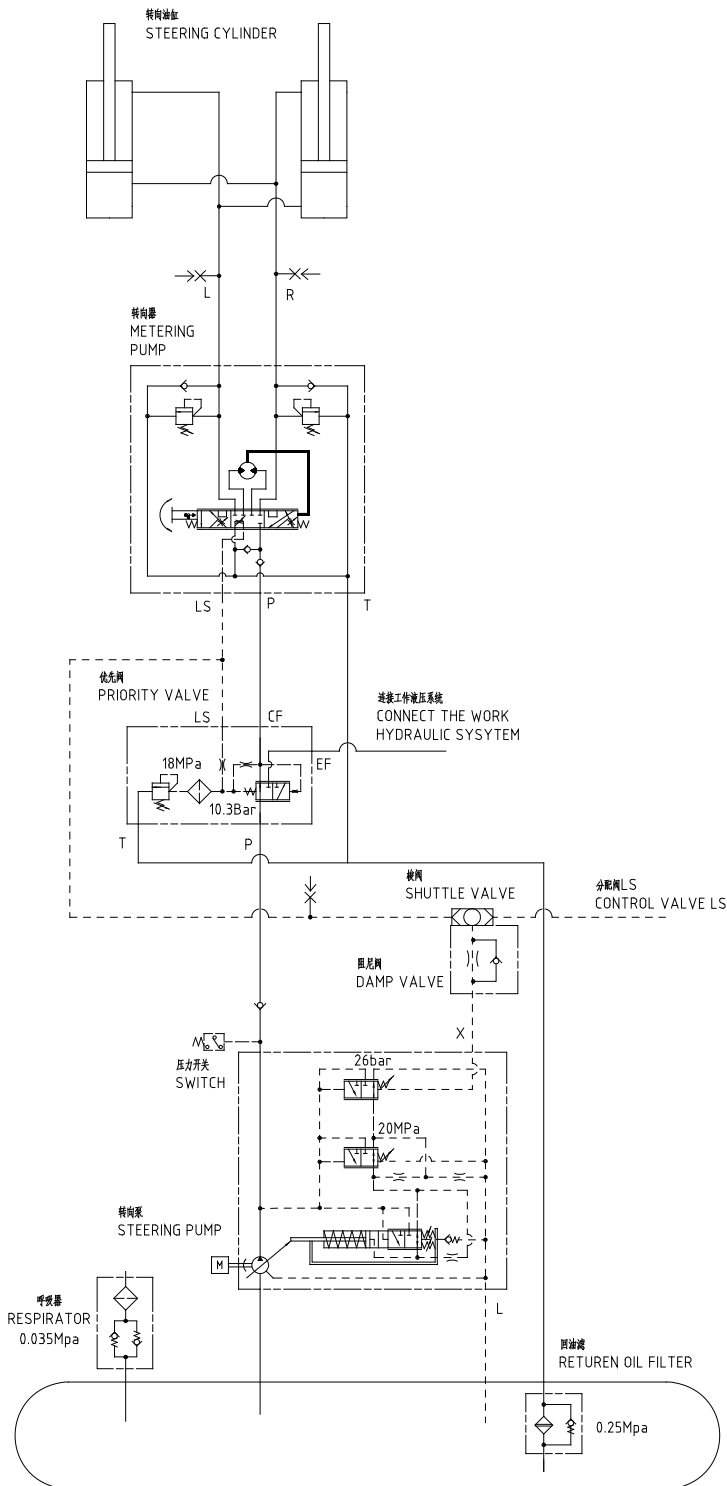 转向油缸
STEERING CYLINDER
L
R
转向器
METERING
PUMP
LS
P
T
优先阀
PRIORITY VALVE
连接工作液压系统
CONNECT THE WORK
HYDRAULIC SYSYTEM
LS
CF
18MPa
EF
10.3Bar
T
P
梭阀
SHUTTLE VALVE
分配阀LS
CONTROL VALVE LS
阻尼阀
DAMP VALVE
X
压力开关
SWITCH
26bar
20MPa
转向泵
STEERING PUMP
M
呼吸器
RESPIRATOR
0.035Mpa
L
回油滤
RETUREN OIL FILTER
0.25Mpa